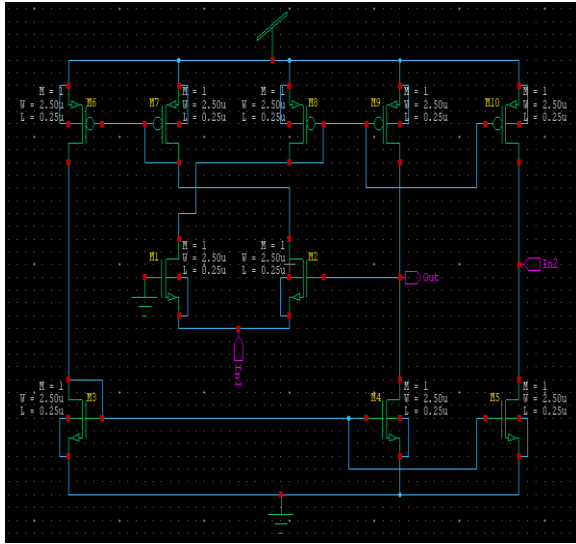 M = 1
M6
W = 2.50u
L = 0.25u
M = 1
M7
W = 2.50u
L = 0.25u
M = 1
M8
W = 2.50u
L = 0.25u
M = 1
M9
W = 2.50u
L = 0.25u
M = 1
M10
W = 2.50u
L = 0.25u
M1
M = 1
W = 2.50u
L = 0.25u
M = 1
M2
W = 2.50u
L = 0.25u
Out
In2
In1
M = 1
M3
W = 2.50u
L = 0.25u
M = 1
M4
W = 2.50u
L = 0.25u
M = 1
M5
W = 2.50u
L = 0.25u